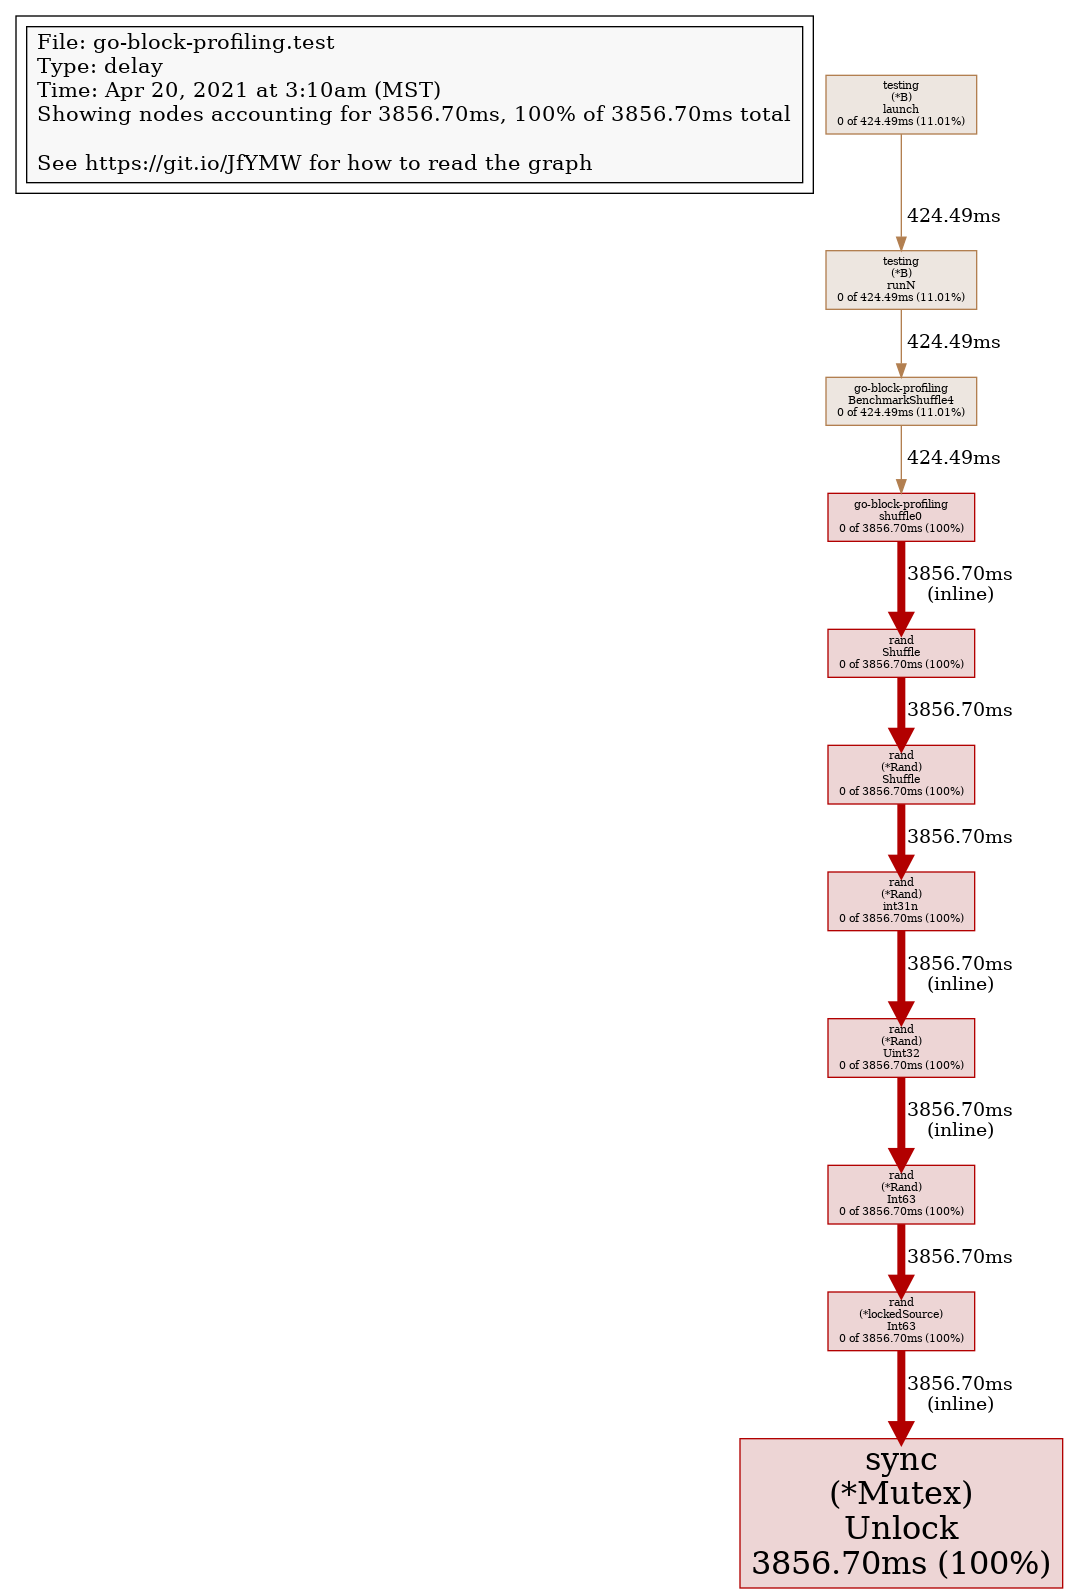 File: go-block-profiling.test
Type: delay
Time: Apr 20, 2021 at 3:10am (MST)
Showing nodes accounting for 3856.70ms, 100% of 3856.70ms total
See https://git.io/JfYMW for how to read the graph
testing
(*B)
launch
0 of 424.49ms (11.01%)
424.49ms
testing
(*B)
runN
0 of 424.49ms (11.01%)
424.49ms
go-block-profiling
BenchmarkShuffle4
0 of 424.49ms (11.01%)
424.49ms
go-block-profiling
shuffle0
0 of 3856.70ms (100%)
3856.70ms
(inline)
rand
Shuffle
0 of 3856.70ms (100%)
3856.70ms
rand
(*Rand)
Shuffle
0 of 3856.70ms (100%)
3856.70ms
rand
(*Rand)
int31n
0 of 3856.70ms (100%)
3856.70ms
(inline)
rand
(*Rand)
Uint32
0 of 3856.70ms (100%)
3856.70ms
(inline)
rand
(*Rand)
Int63
0 of 3856.70ms (100%)
3856.70ms
rand
(*lockedSource)
Int63
0 of 3856.70ms (100%)
3856.70ms
(inline)
sync
(*Mutex)
Unlock
3856.70ms (100%)